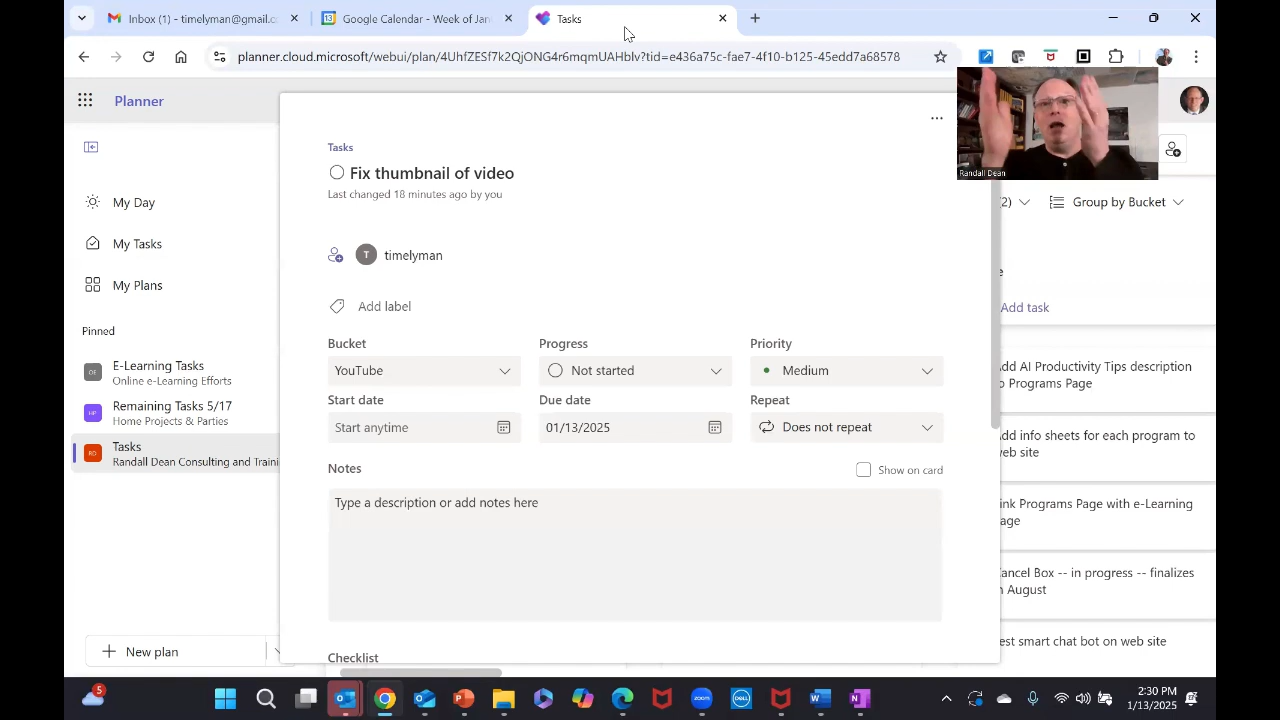 Inbox (1) - timelyman@gmail.c
13
Google Calendar - Week of Jan
Tasks
planner.cloud.microsoft/webui/plan/4UhfZESf7k2QjONG4r6mqmUAHbIv?tid=e436a75c-fae7-4f10-b125-45edd7a68578
Planner
Randall Dean
Tasks
Fix thumbnail of video
Last changed 18 minutes ago by you
My Day
(2)
Group by Bucket
My Tasks
T
timelyman
e
My Plans
Add label
Add task
Pinned
Bucket
Progress
Priority
E-Learning Tasks
Online e-Learning Efforts
YouTube
Not started
Medium
dd AI Productivity Tips description
o Programs Page
Start date
Due date
Repeat
Remaining Tasks 5/17
Home Projects & Parties
Start anytime
01/13/2025
Does not repeat
dd info sheets for each program to
eb site
Tasks
Randall Dean Consulting and Traini
RD
Notes
Show on card
Type a description or add notes here
ink Programs Page with e-Learning
age
ancel Box -- in progress -- finalizes
n August
est smart chat bot on web site
New plan
Checklist
5
zoom
DELL
2:30 PM
1/13/2025